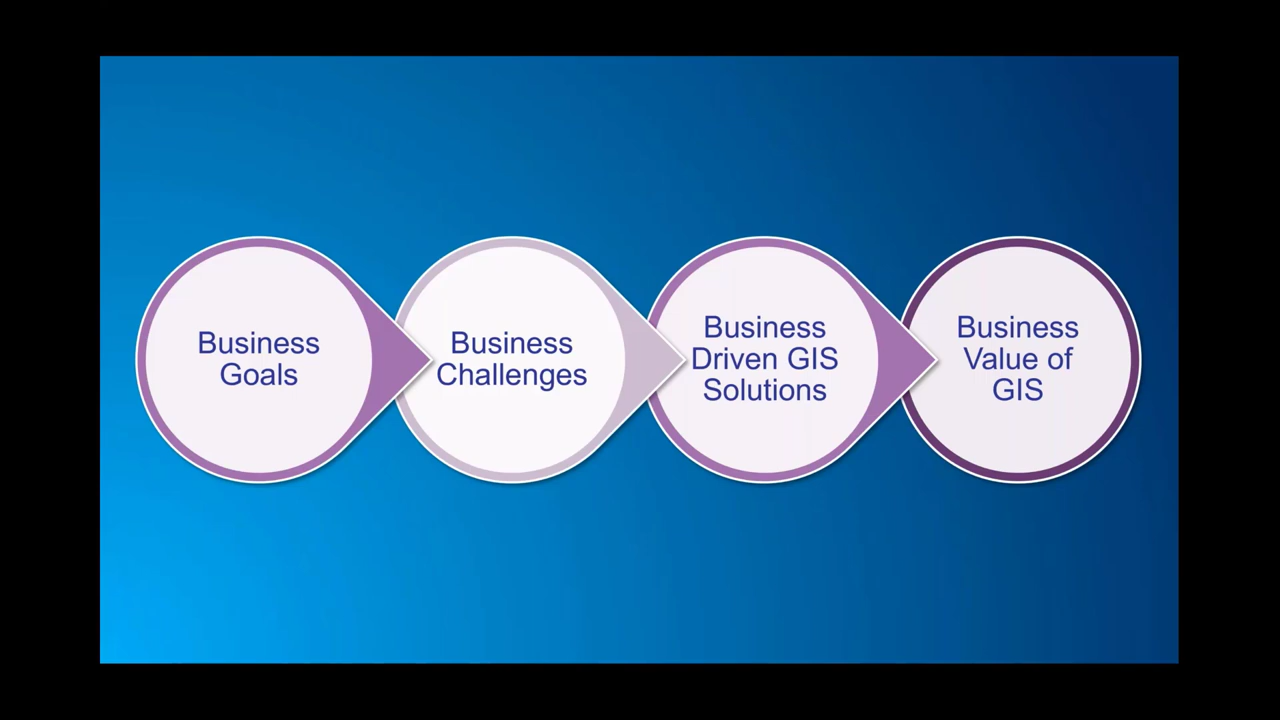 Business
Goals
Business
Challenges
Business
Driven GIS
Solutions
Business
Value of
GIS